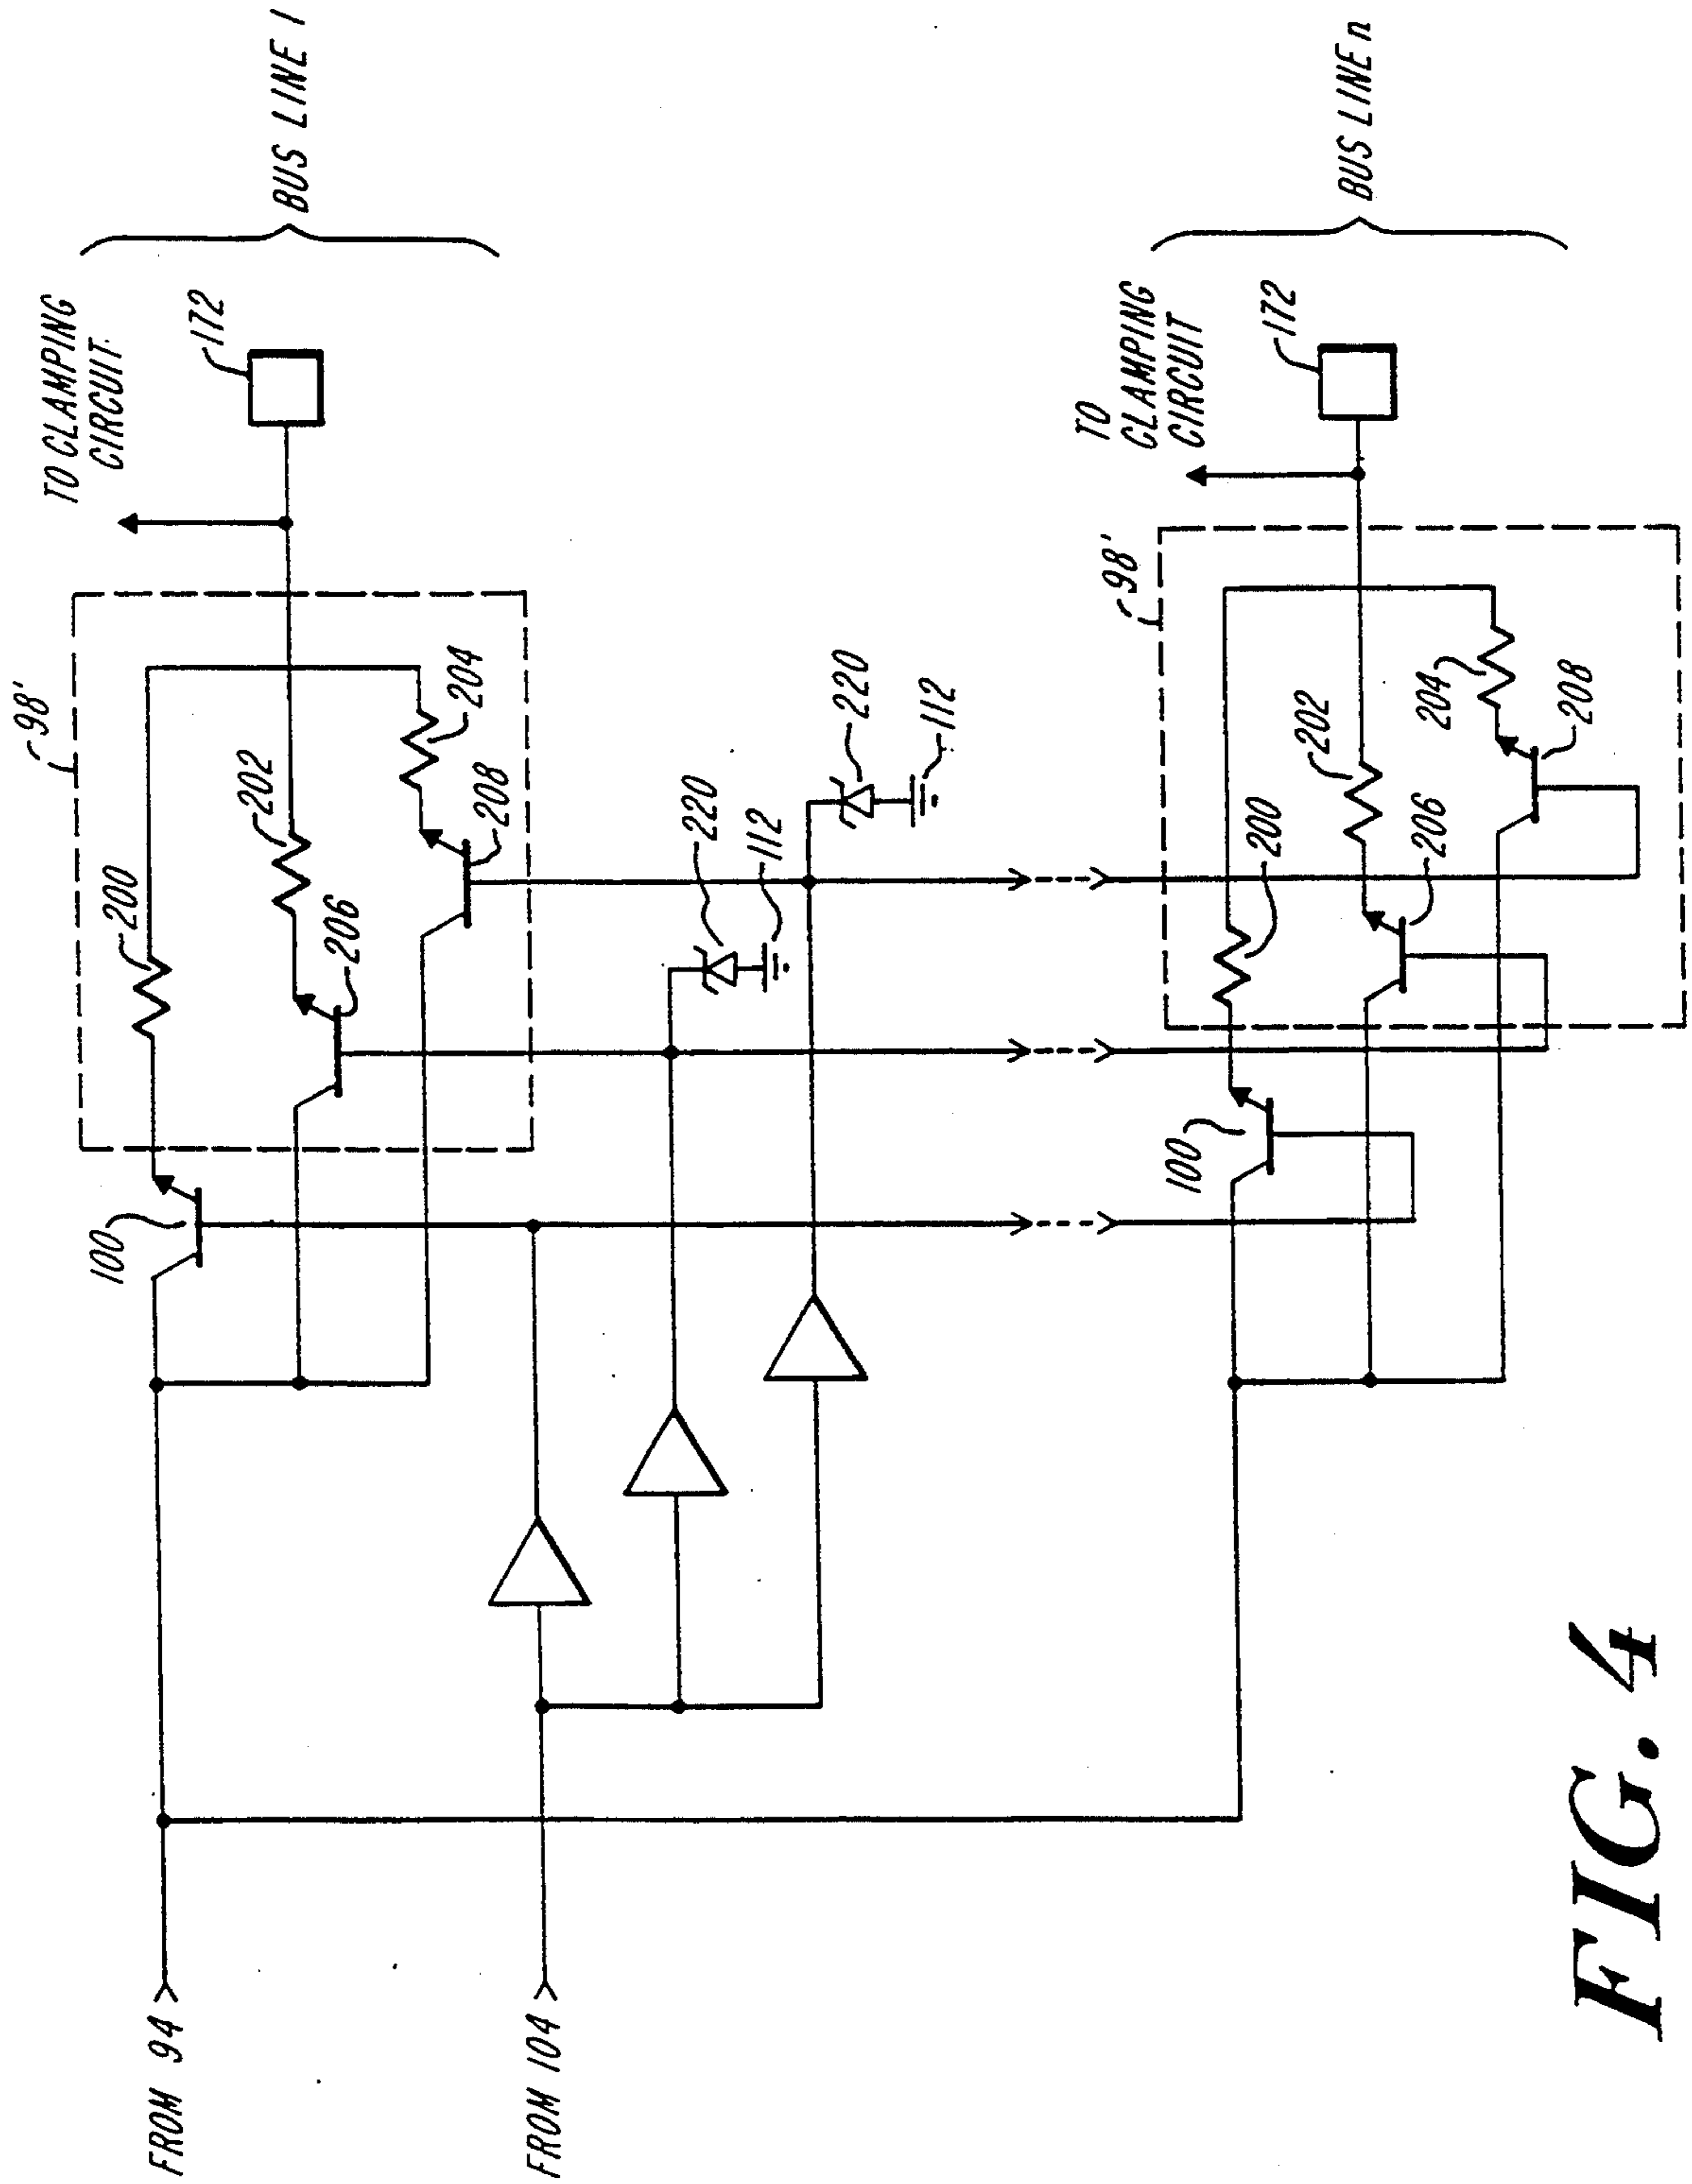 BUS LINE 1
TO CLAMPING
CIRCUIT
172
98'
200
202
204
206
208
100
220
112
220
112
FROM 94
FROM 104
BUS LINE n
TO
CLAMPING
CIRCUIT
172
98'
200
202
204
206
208
100
FIG. 4